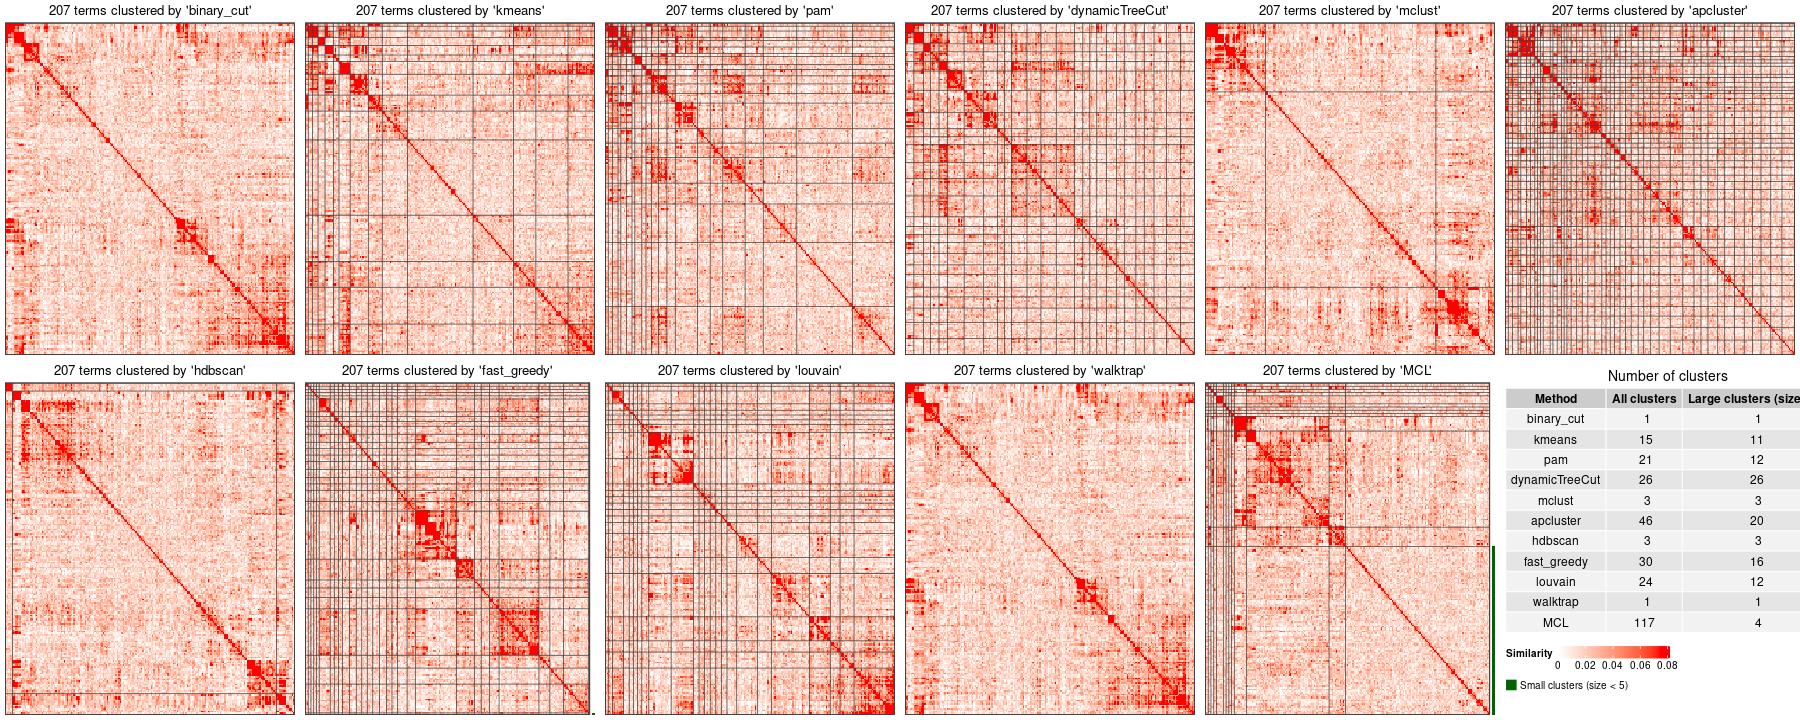 207 terms clustered by 'binary_cut'
207 terms clustered by 'kmeans'
207 terms clustered by 'pam'
207 terms clustered by 'dynamicTreeCut'
207 terms clustered by 'mclust'
207 terms clustered by 'apcluster'
207 terms clustered by 'hdbscan'
207 terms clustered by 'fast_greedy'
207 terms clustered by 'louvain'
207 terms clustered by 'walktrap'
207 terms clustered by 'MCL'
Number of clusters
Method All clusters Large clusters (size
binary_cut 1 1
kmeans 15 11
pam 21 12
dynamicTreeCut 26 26
mclust 3 3
apcluster 46 20
hdbscan 3 3
fast_greedy 30 16
louvain 24 12
walktrap 1 1
MCL 117 4
Similarity
0 0.02 0.04 0.06 0.08
Small clusters (size < 5)